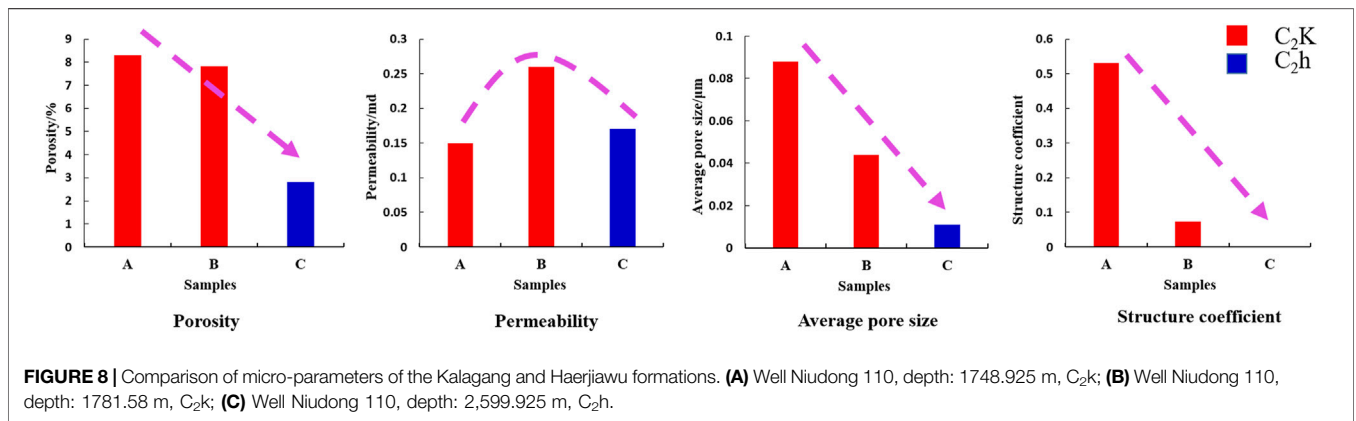 9
8
7
6
5
4
3
2
1
0
Porosity/%
A B C
Samples
Porosity
0.3
0.25
0.2
0.15
0.1
0.05
0
Permeability/md
A B C
Samples
Permeability
0.1
0.08
0.06
0.04
0.02
0
Average pore size/μm
A B C
Samples
Average pore size
0.6
0.5
0.4
0.3
0.2
0.1
0
Structure coefficient
A B C
Samples
Structure coefficient
C₂K
C₂h
FIGURE 8 | Comparison of micro-parameters of the Kalagang and Haerjiawu formations. (A) Well Niudong 110, depth: 1748.925 m, C₂k; (B) Well Niudong 110,
depth: 1781.58 m, C₂k; (C) Well Niudong 110, depth: 2,599.925 m, C₂h.